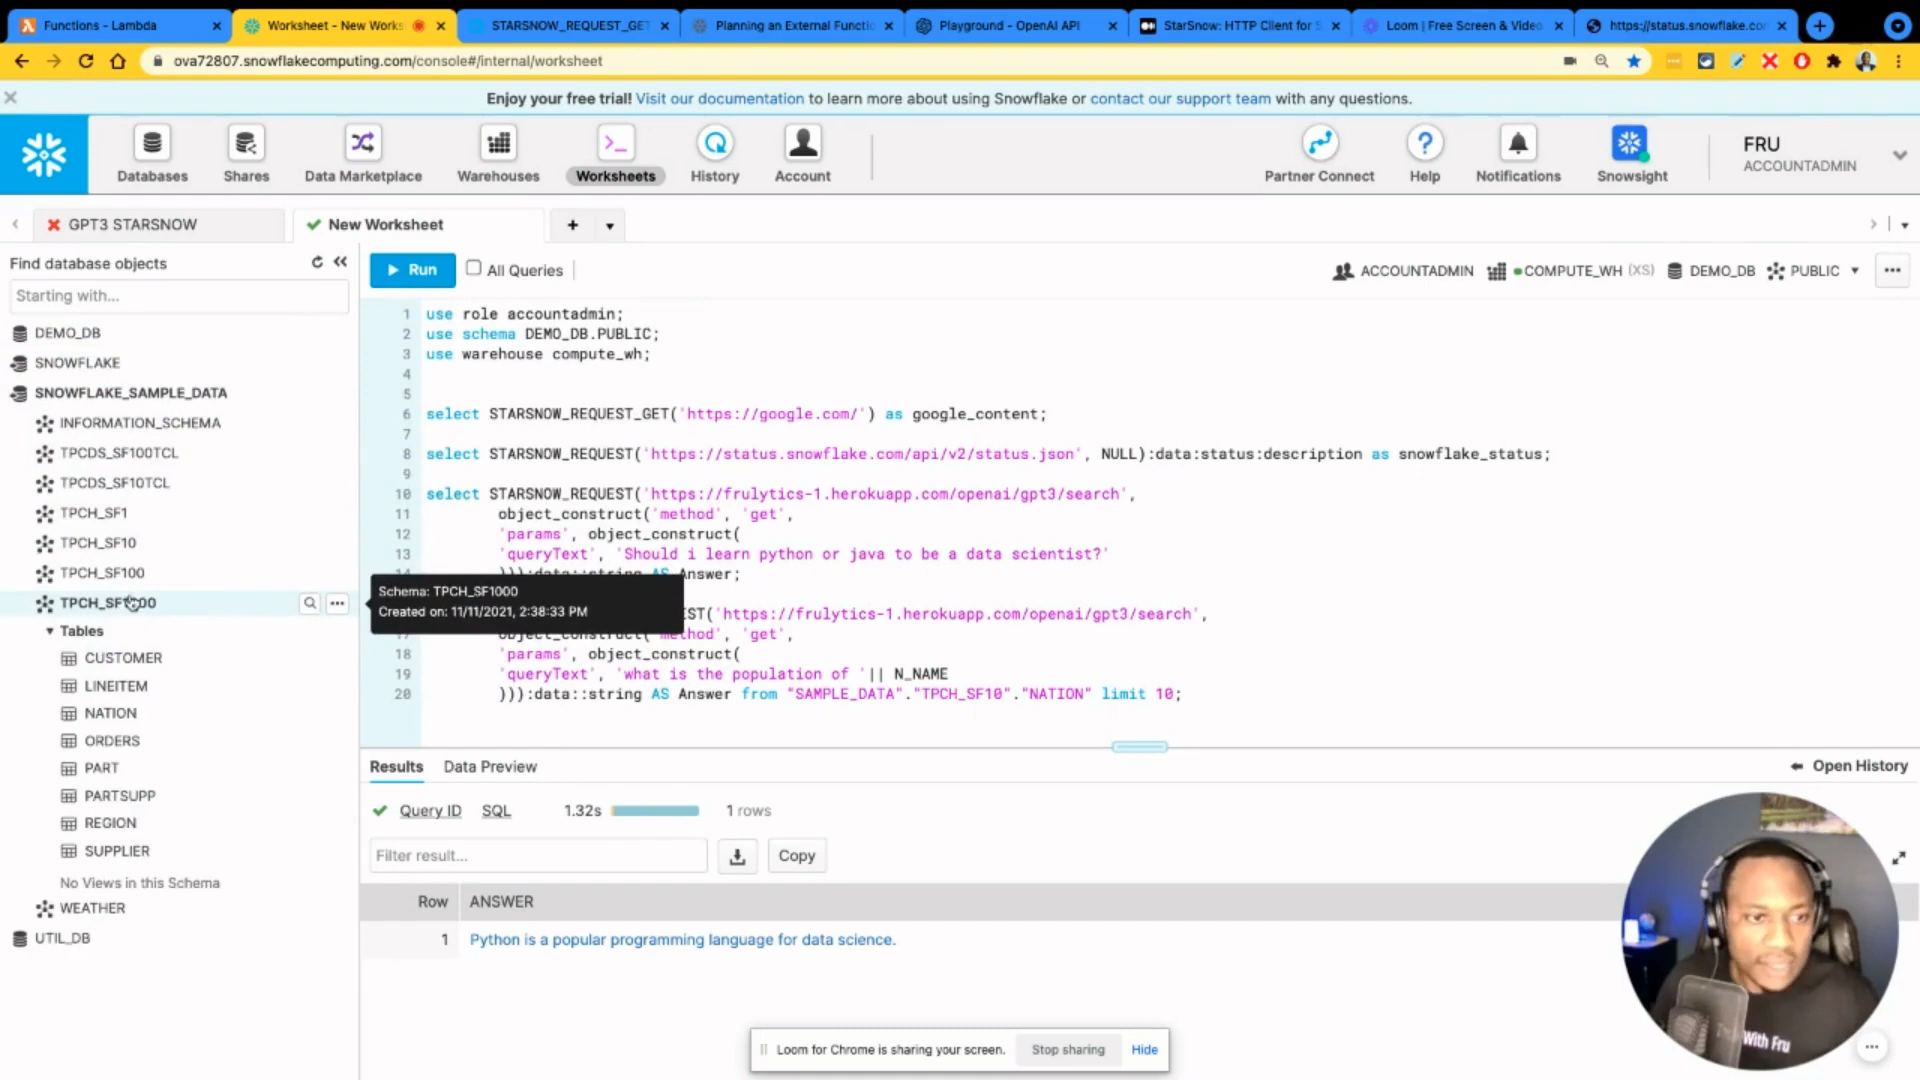 Functions - Lambda
Worksheet - New Works
STARSNOW_REQUEST_GET
Planning an External Functio
Playground - OpenAI API
StarSnow: HTTP Client for S
Loom | Free Screen & Video
https://status.snowflake.co
ova72807.snowflakecomputing.com/console#/internal/worksheet
Enjoy your free trial! Visit our documentation to learn more about using Snowflake or contact our support team with any questions.
Databases
Shares
Data Marketplace
Warehouses
Worksheets
History
Account
Partner Connect
Help
Notifications
Snowsight
FRU
ACCOUNTADMIN
GPT3 STARSNOW
New Worksheet
Find database objects
Starting with...
DEMO_DB
SNOWFLAKE
SNOWFLAKE_SAMPLE_DATA
INFORMATION_SCHEMA
TPCDS_SF100TCL
TPCDS_SF10TCL
TPCH_SF1
TPCH_SF10
TPCH_SF100
TPCH_SF1000
Tables
CUSTOMER
LINEITEM
NATION
ORDERS
PART
PARTSUPP
REGION
SUPPLIER
No Views in this Schema
WEATHER
UTIL_DB
Schema: TPCH_SF1000
Created on: 11/11/2021, 2:38:33 PM
Run
All Queries
ACCOUNTADMIN
COMPUTE_WH (XS)
DEMO_DB
PUBLIC
1 use role accountadmin;
2 use schema DEMO_DB.PUBLIC;
3 use warehouse compute_wh;
4
5
6 select STARSNOW_REQUEST_GET('https://google.com/') as google_content;
7
8 select STARSNOW_REQUEST('https://status.snowflake.com/api/v2/status.json', NULL):data:status:description as snowflake_status;
9
10 select STARSNOW_REQUEST('https://frulytics-1.herokuapp.com/openai/gpt3/search',
11 object_construct('method', 'get',
12 'params', object_construct(
13 'queryText', 'Should i learn python or java to be a data scientist?'
14 ))):data::string AS Answer;
EST('https://frulytics-1.herokuapp.com/openai/gpt3/search',
17 object_construct('method', 'get',
18 'params', object_construct(
19 'queryText', 'what is the population of '|| N_NAME
20 ))):data::string AS Answer from "SAMPLE_DATA"."TPCH_SF10"."NATION" limit 10;
Results
Data Preview
Open History
Query ID
SQL
1.32s
1 rows
Filter result...
Copy
Row
ANSWER
1
Python is a popular programming language for data science.
Loom for Chrome is sharing your screen.
Stop sharing
Hide
With Fru